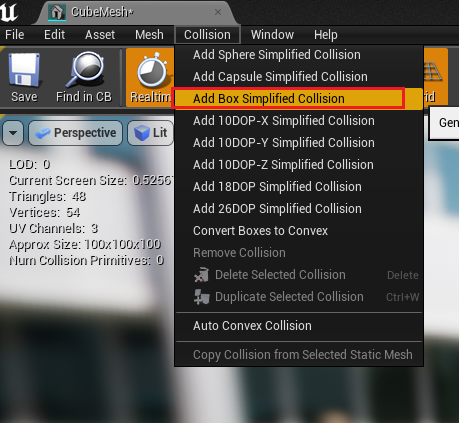 CubeMesh*
File Edit Asset Mesh Collision Window Help
Save Find in CB Realtim rid
Add Sphere Simplified Collision
Add Capsule Simplified Collision
Add Box Simplified Collision
Gen
Add 10DOP-X Simplified Collision
Add 10DOP-Y Simplified Collision
Add 10DOP-Z Simplified Collision
Add 18DOP Simplified Collision
Add 26DOP Simplified Collision
Convert Boxes to Convex
Remove Collision
Delete Selected Collision Delete
Duplicate Selected Collision Ctrl+W
Auto Convex Collision
Copy Collision from Selected Static Mesh
Perspective Lit
LOD: 0
Current Screen Size: 0.5256
Triangles: 48
Vertices: 54
UV Channels: 3
Approx Size: 100x100x100
Num Collision Primitives: 0